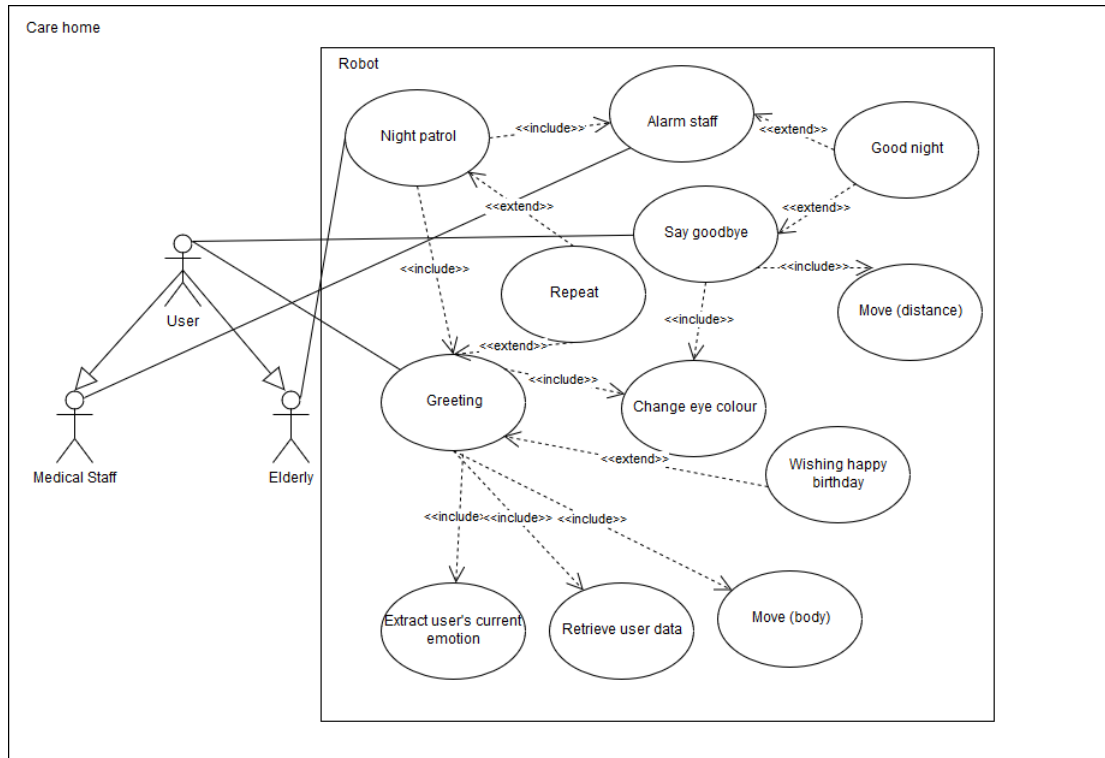 Care home
Robot
Night patrol
<<include>>
Alarm staff
<<extend>>
Good night
<<extend>>
<<extend>>
Say goodbye
<<include>>
<<include>>
Repeat
Move (distance)
User
<<include>>
<<extend>>
<<include>>
Greeting
Change eye colour
Medical Staff
Elderly
<<extend>>
Wishing happy
birthday
<<include>>
<<include>>
<<include>>
Extract user's current
emotion
Retrieve user data
Move (body)